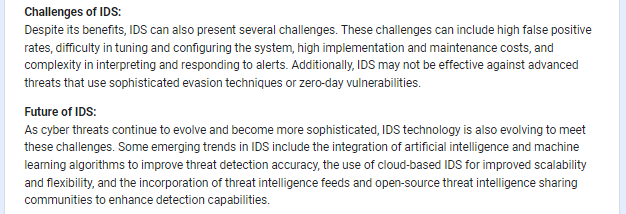 Challenges of IDS:
Despite its benefits, IDS can also present several challenges. These challenges can include high false positive
rates, difficulty in tuning and configuring the system, high implementation and maintenance costs, and
complexity in interpreting and responding to alerts. Additionally, IDS may not be effective against advanced
threats that use sophisticated evasion techniques or zero-day vulnerabilities.
Future of IDS:
As cyber threats continue to evolve and become more sophisticated, IDS technology is also evolving to meet
these challenges. Some emerging trends in IDS include the integration of artificial intelligence and machine
learning algorithms to improve threat detection accuracy, the use of cloud-based IDS for improved scalability
and flexibility, and the incorporation of threat intelligence feeds and open-source threat intelligence sharing
communities to enhance detection capabilities.